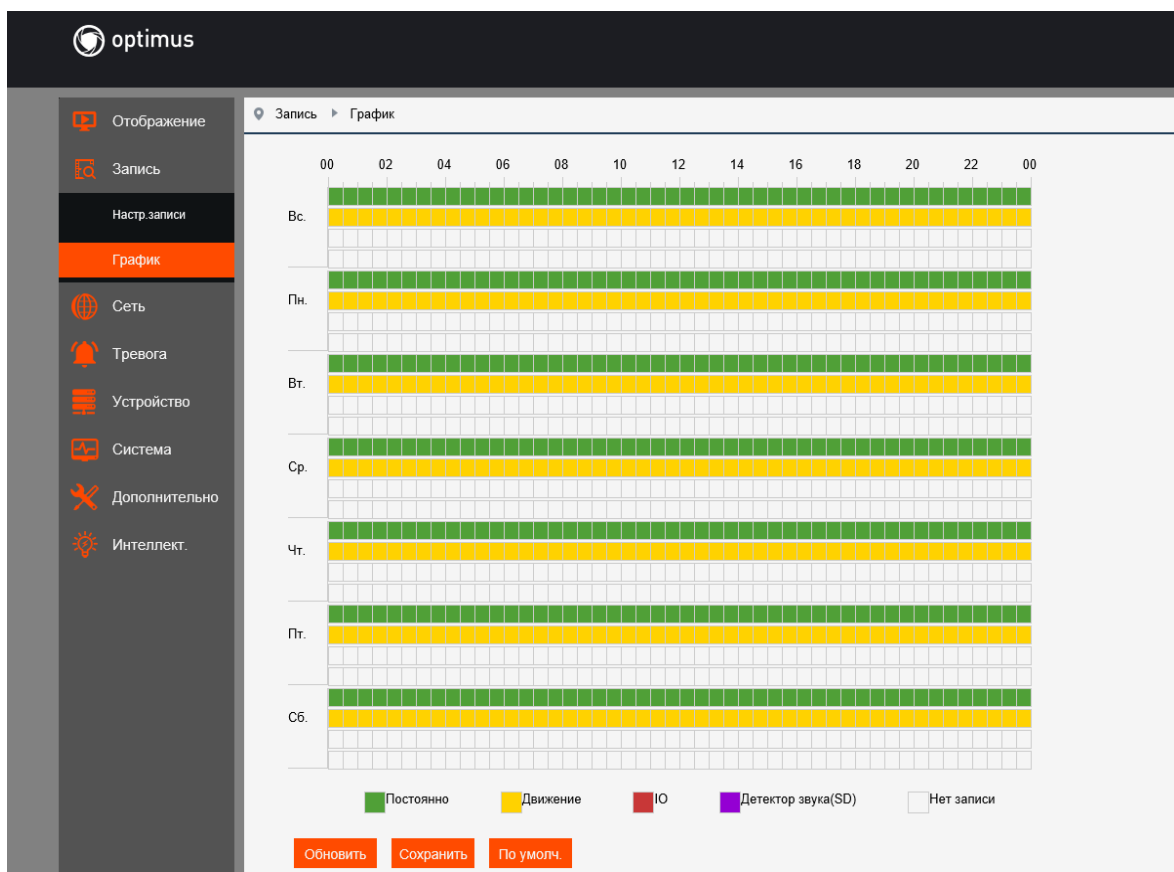 optimus
Отображение
Запись
Настр.записи
График
Сеть
Тревога
Устройство
Система
Дополнительно
Интеллект.
Запись График
00 02 04 06 08 10 12 14 16 18 20 22 00
Вс.
Пн.
Вт.
Ср.
Чт.
Пт.
Сб.
Постоянно Движение IO Детектор звука(SD) Нет записи
Обновить Сохранить По умолч.